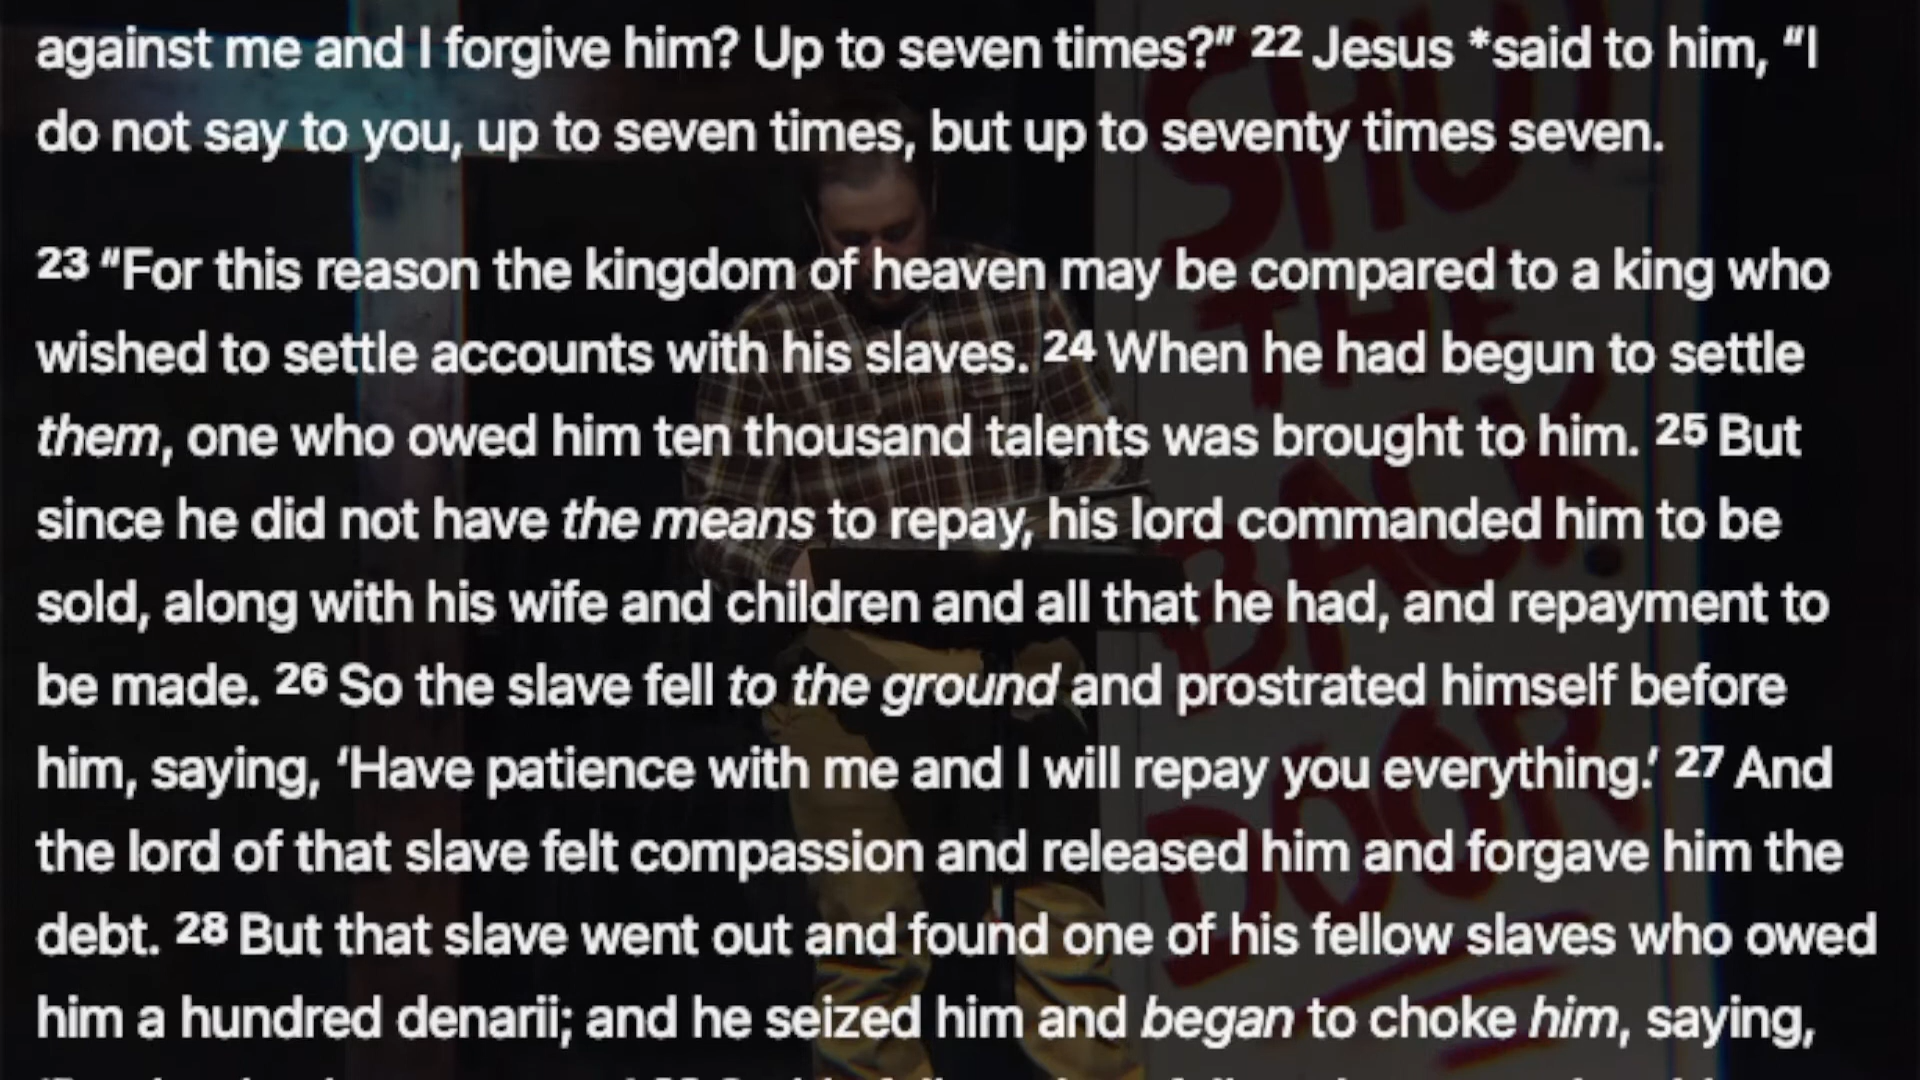 against me and I forgive him? Up to seven times?” 22 Jesus *said to him, “I
do not say to you, up to seven times, but up to seventy times seven.
23 “For this reason the kingdom of heaven may be compared to a king who
wished to settle accounts with his slaves. 24 When he had begun to settle
them, one who owed him ten thousand talents was brought to him. 25 But
since he did not have the means to repay, his lord commanded him to be
sold, along with his wife and children and all that he had, and repayment to
be made. 26 So the slave fell to the ground and prostrated himself before
him, saying, ‘Have patience with me and I will repay you everything.’ 27 And
the lord of that slave felt compassion and released him and forgave him the
debt. 28 But that slave went out and found one of his fellow slaves who owed
him a hundred denarii; and he seized him and began to choke him, saying,
SHUT
THE
BACK
DOOR